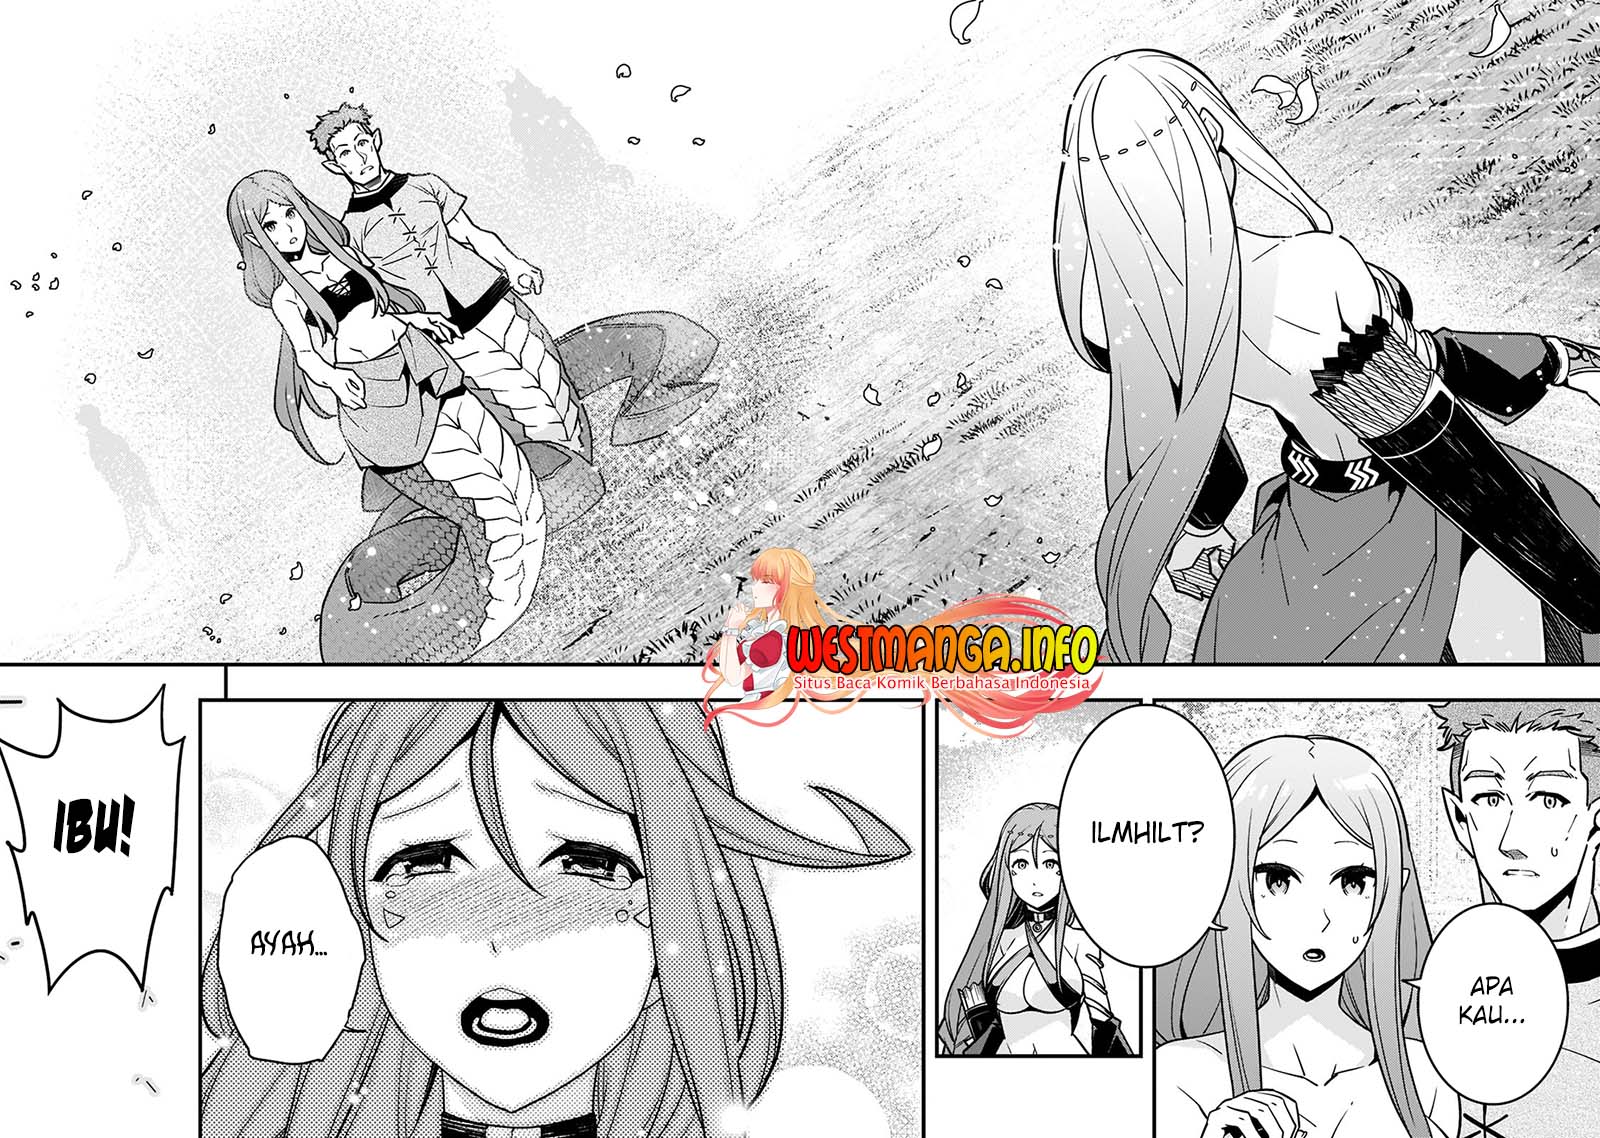 WESTMANGA.INFO
Situs Baca Komik Berbahasa Indonesia
APA
KAU...
ILMHILT?
AYAH...
IBU!